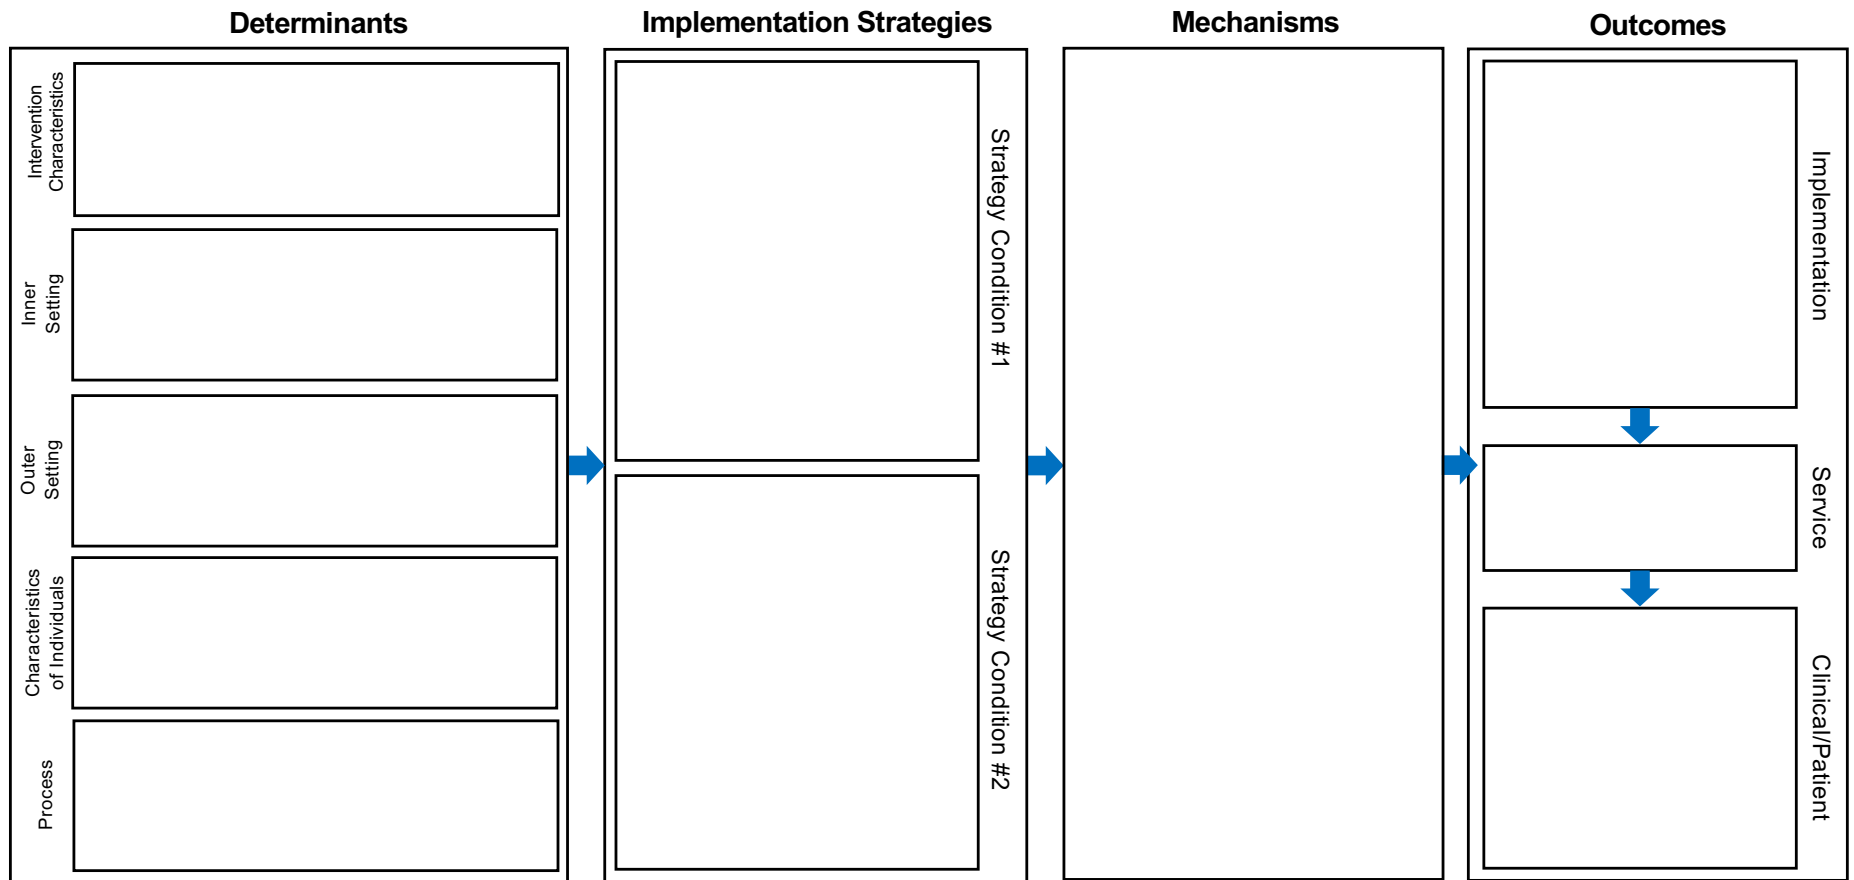 Determinants
Implementation Strategies
Mechanisms
Outcomes
Intervention
Characteristics
Inner
Setting
Outer
Setting
Characteristics
of Individuals
Process
Strategy Condition #1
Strategy Condition #2
Implementation
Service
Clinical/Patient